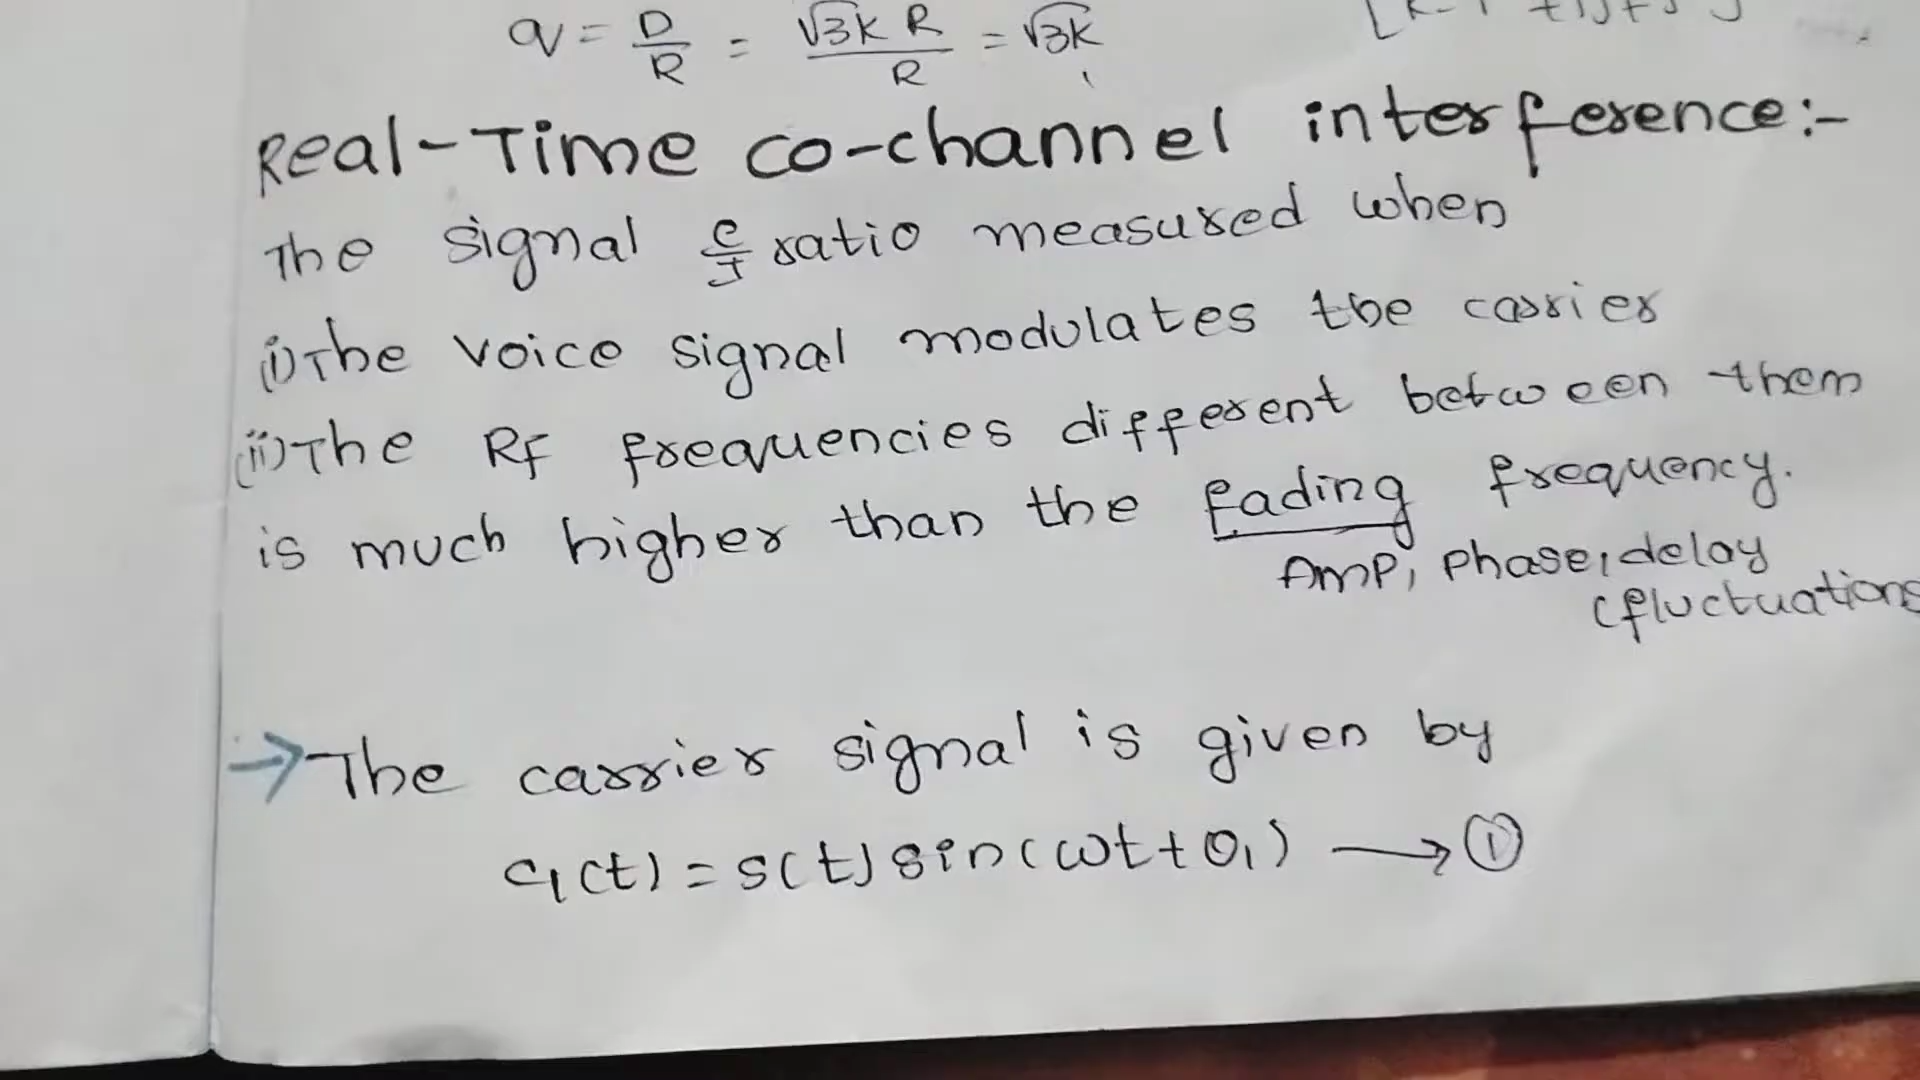 q = D/R = √3K R/R = √3K
Real-Time co-channel interference:-
The signal C/I ratio measured when
(i) The voice signal modulates the carrier
(ii) The RF frequencies different between them
is much higher than the fading frequency.
Amp, phase, delay
(fluctuations
→ The carrier signal is given by
C₁(t) = s(t) sin(ωt + θ₁) → ①